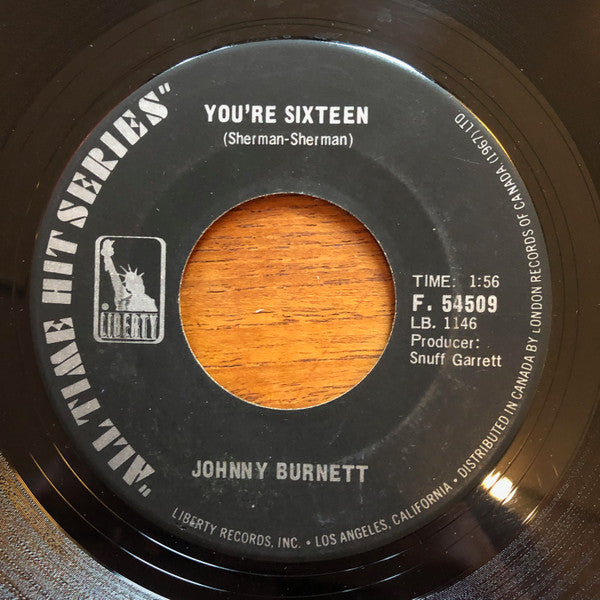 "ALL TIME HIT SERIES"
YOU'RE SIXTEEN
(Sherman-Sherman)
LIBERTY
TIME: 1:56
F. 54509
LB. 1146
Producer:
Snuff Garrett
JOHNNY BURNETT
LIBERTY RECORDS, INC. • LOS ANGELES, CALIFORNIA • DISTRIBUTED IN CANADA BY LONDON RECORDS OF CANADA, (1967) LTD